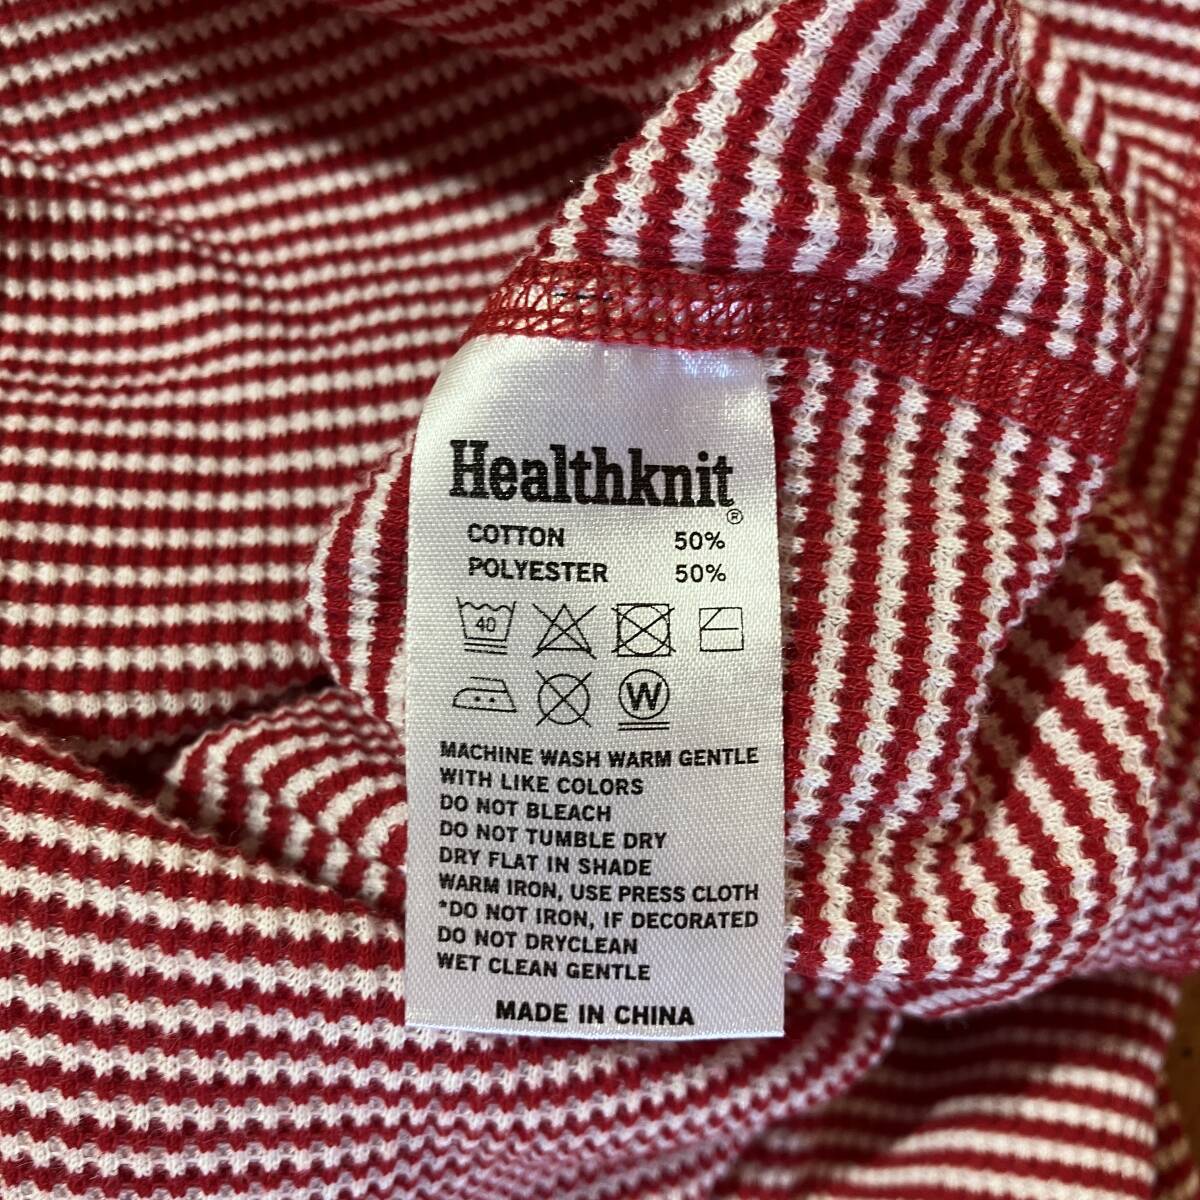 Healthknit®
COTTON 50%
POLYESTER 50%
40
W
MACHINE WASH WARM GENTLE
WITH LIKE COLORS
DO NOT BLEACH
DO NOT TUMBLE DRY
DRY FLAT IN SHADE
WARM IRON, USE PRESS CLOTH
*DO NOT IRON, IF DECORATED
DO NOT DRYCLEAN
WET CLEAN GENTLE
MADE IN CHINA